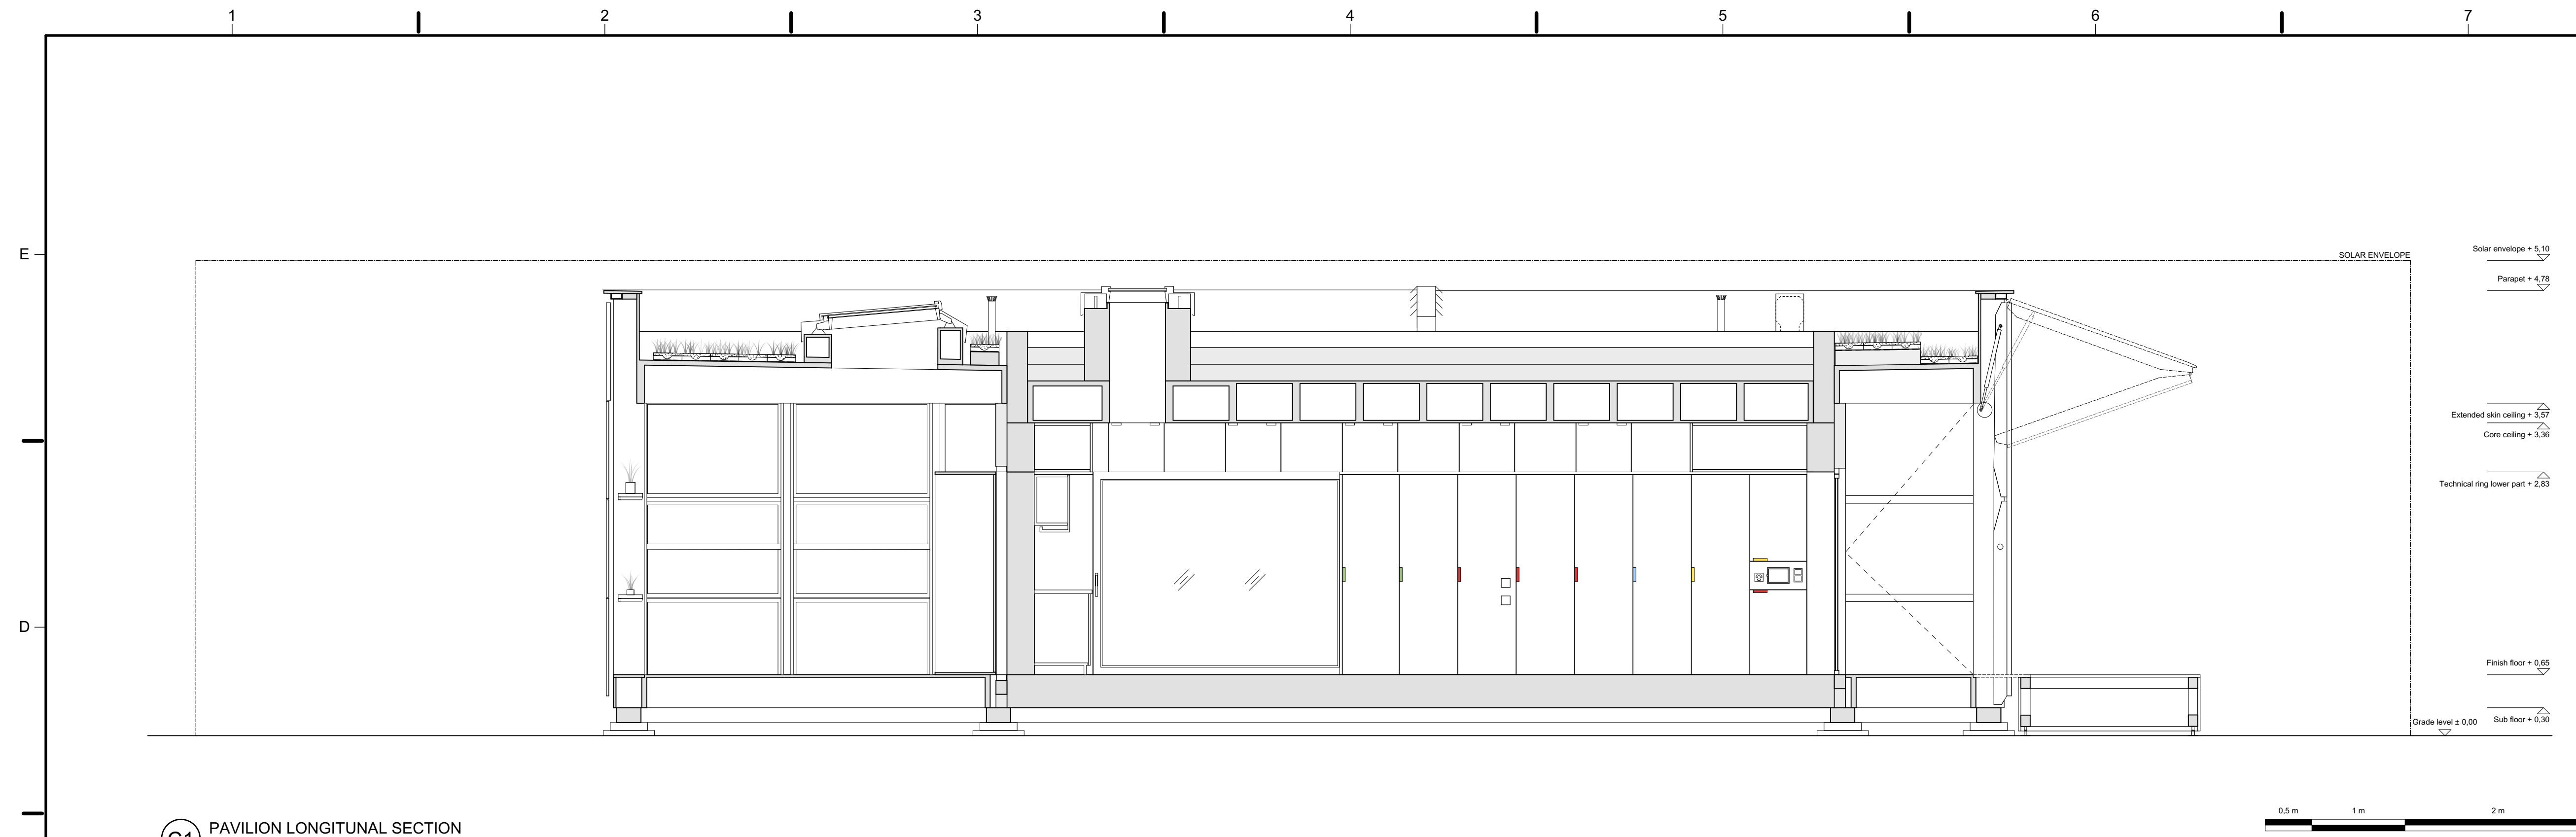 1 2 3 4 5 6 7
E
SOLAR ENVELOPE
Solar envelope + 5,10
Parapet + 4,78
Extended skin ceiling + 3,57
Core ceiling + 3,36
Technical ring lower part + 2,83
D
Finish floor + 0,65
Grade level ± 0,00
Sub floor + 0,30
0,5 m 1 m 2 m
PAVILION LONGITUNAL SECTION